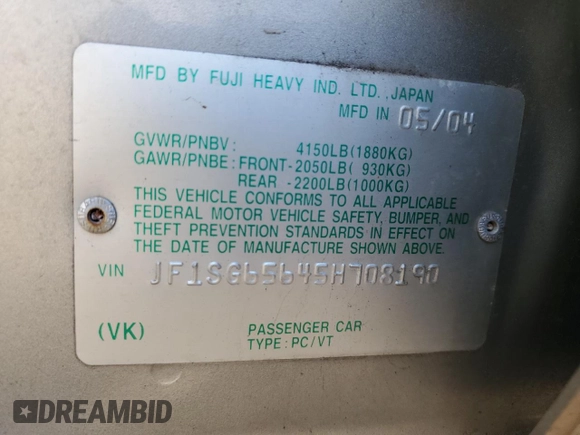 MFD BY FUJI HEAVY IND. LTD. JAPAN
MFD IN 05/04
GVWR/PNBV: 4150LB(1880KG)
GAWR/PNBE: FRONT-2050LB( 930KG)
REAR -2200LB(1000KG)
THIS VEHICLE CONFORMS TO ALL APPLICABLE
FEDERAL MOTOR VEHICLE SAFETY, BUMPER, AND
THEFT PREVENTION STANDARDS IN EFFECT ON
THE DATE OF MANUFACTURE SHOWN ABOVE.
VIN JF1SG65645H708190
(VK) PASSENGER CAR
TYPE: PC/VT
DREAMBID